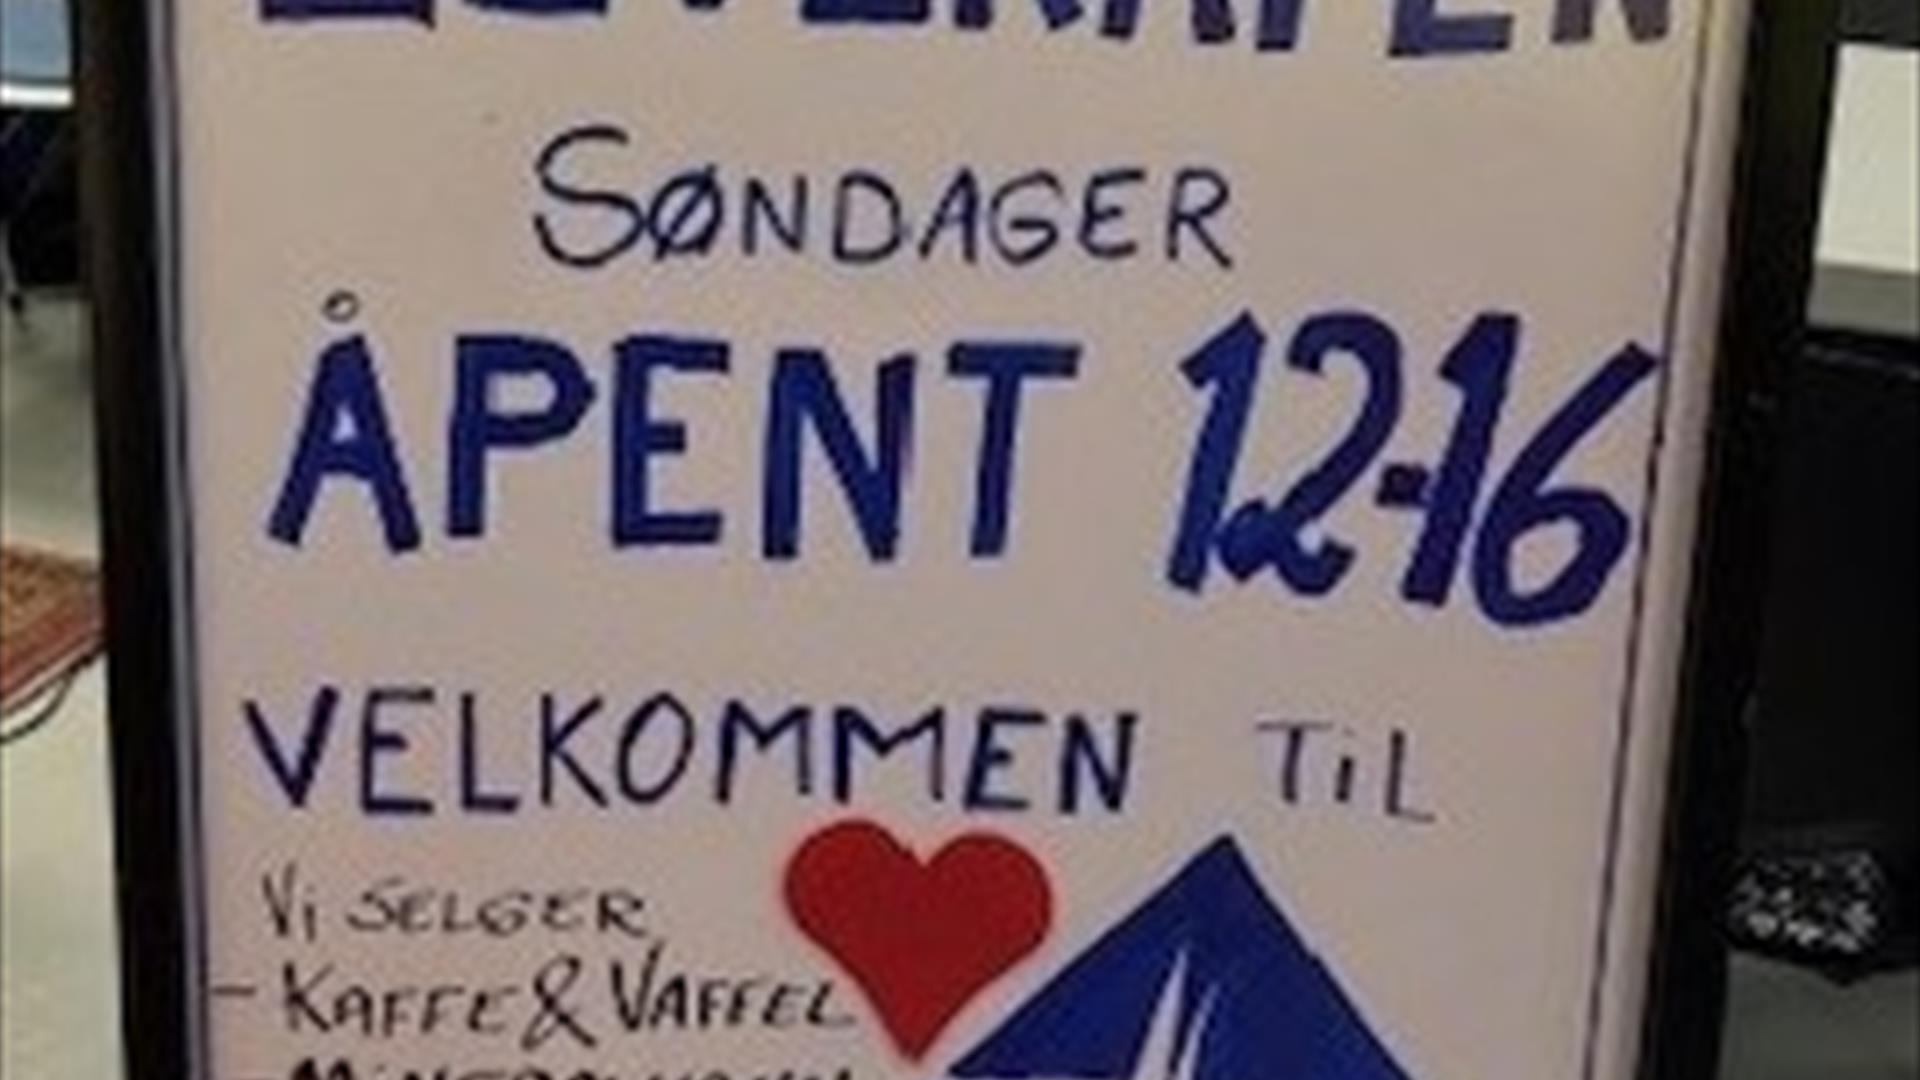 SØNDAGER
ÅPENT 12-16
VELKOMMEN TiL
Vi SELGER
- KAFFE & VAFFEL